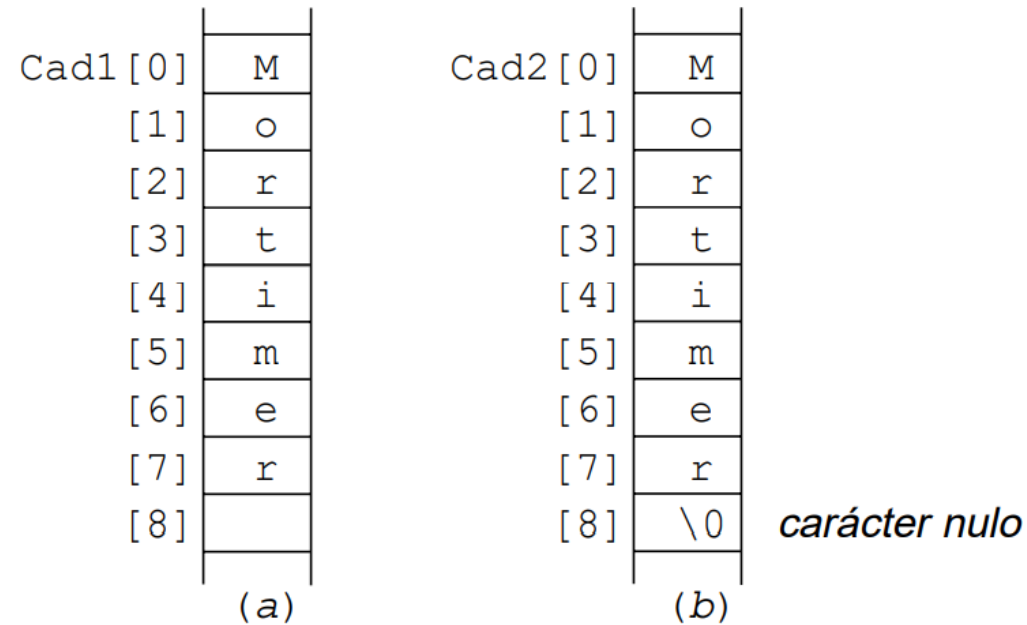 Cad1[0] M Cad2[0] M
[1] o [1] o
[2] r [2] r
[3] t [3] t
[4] i [4] i
[5] m [5] m
[6] e [6] e
[7] r [7] r
[8] [8] \0 carácter nulo
(a) (b)